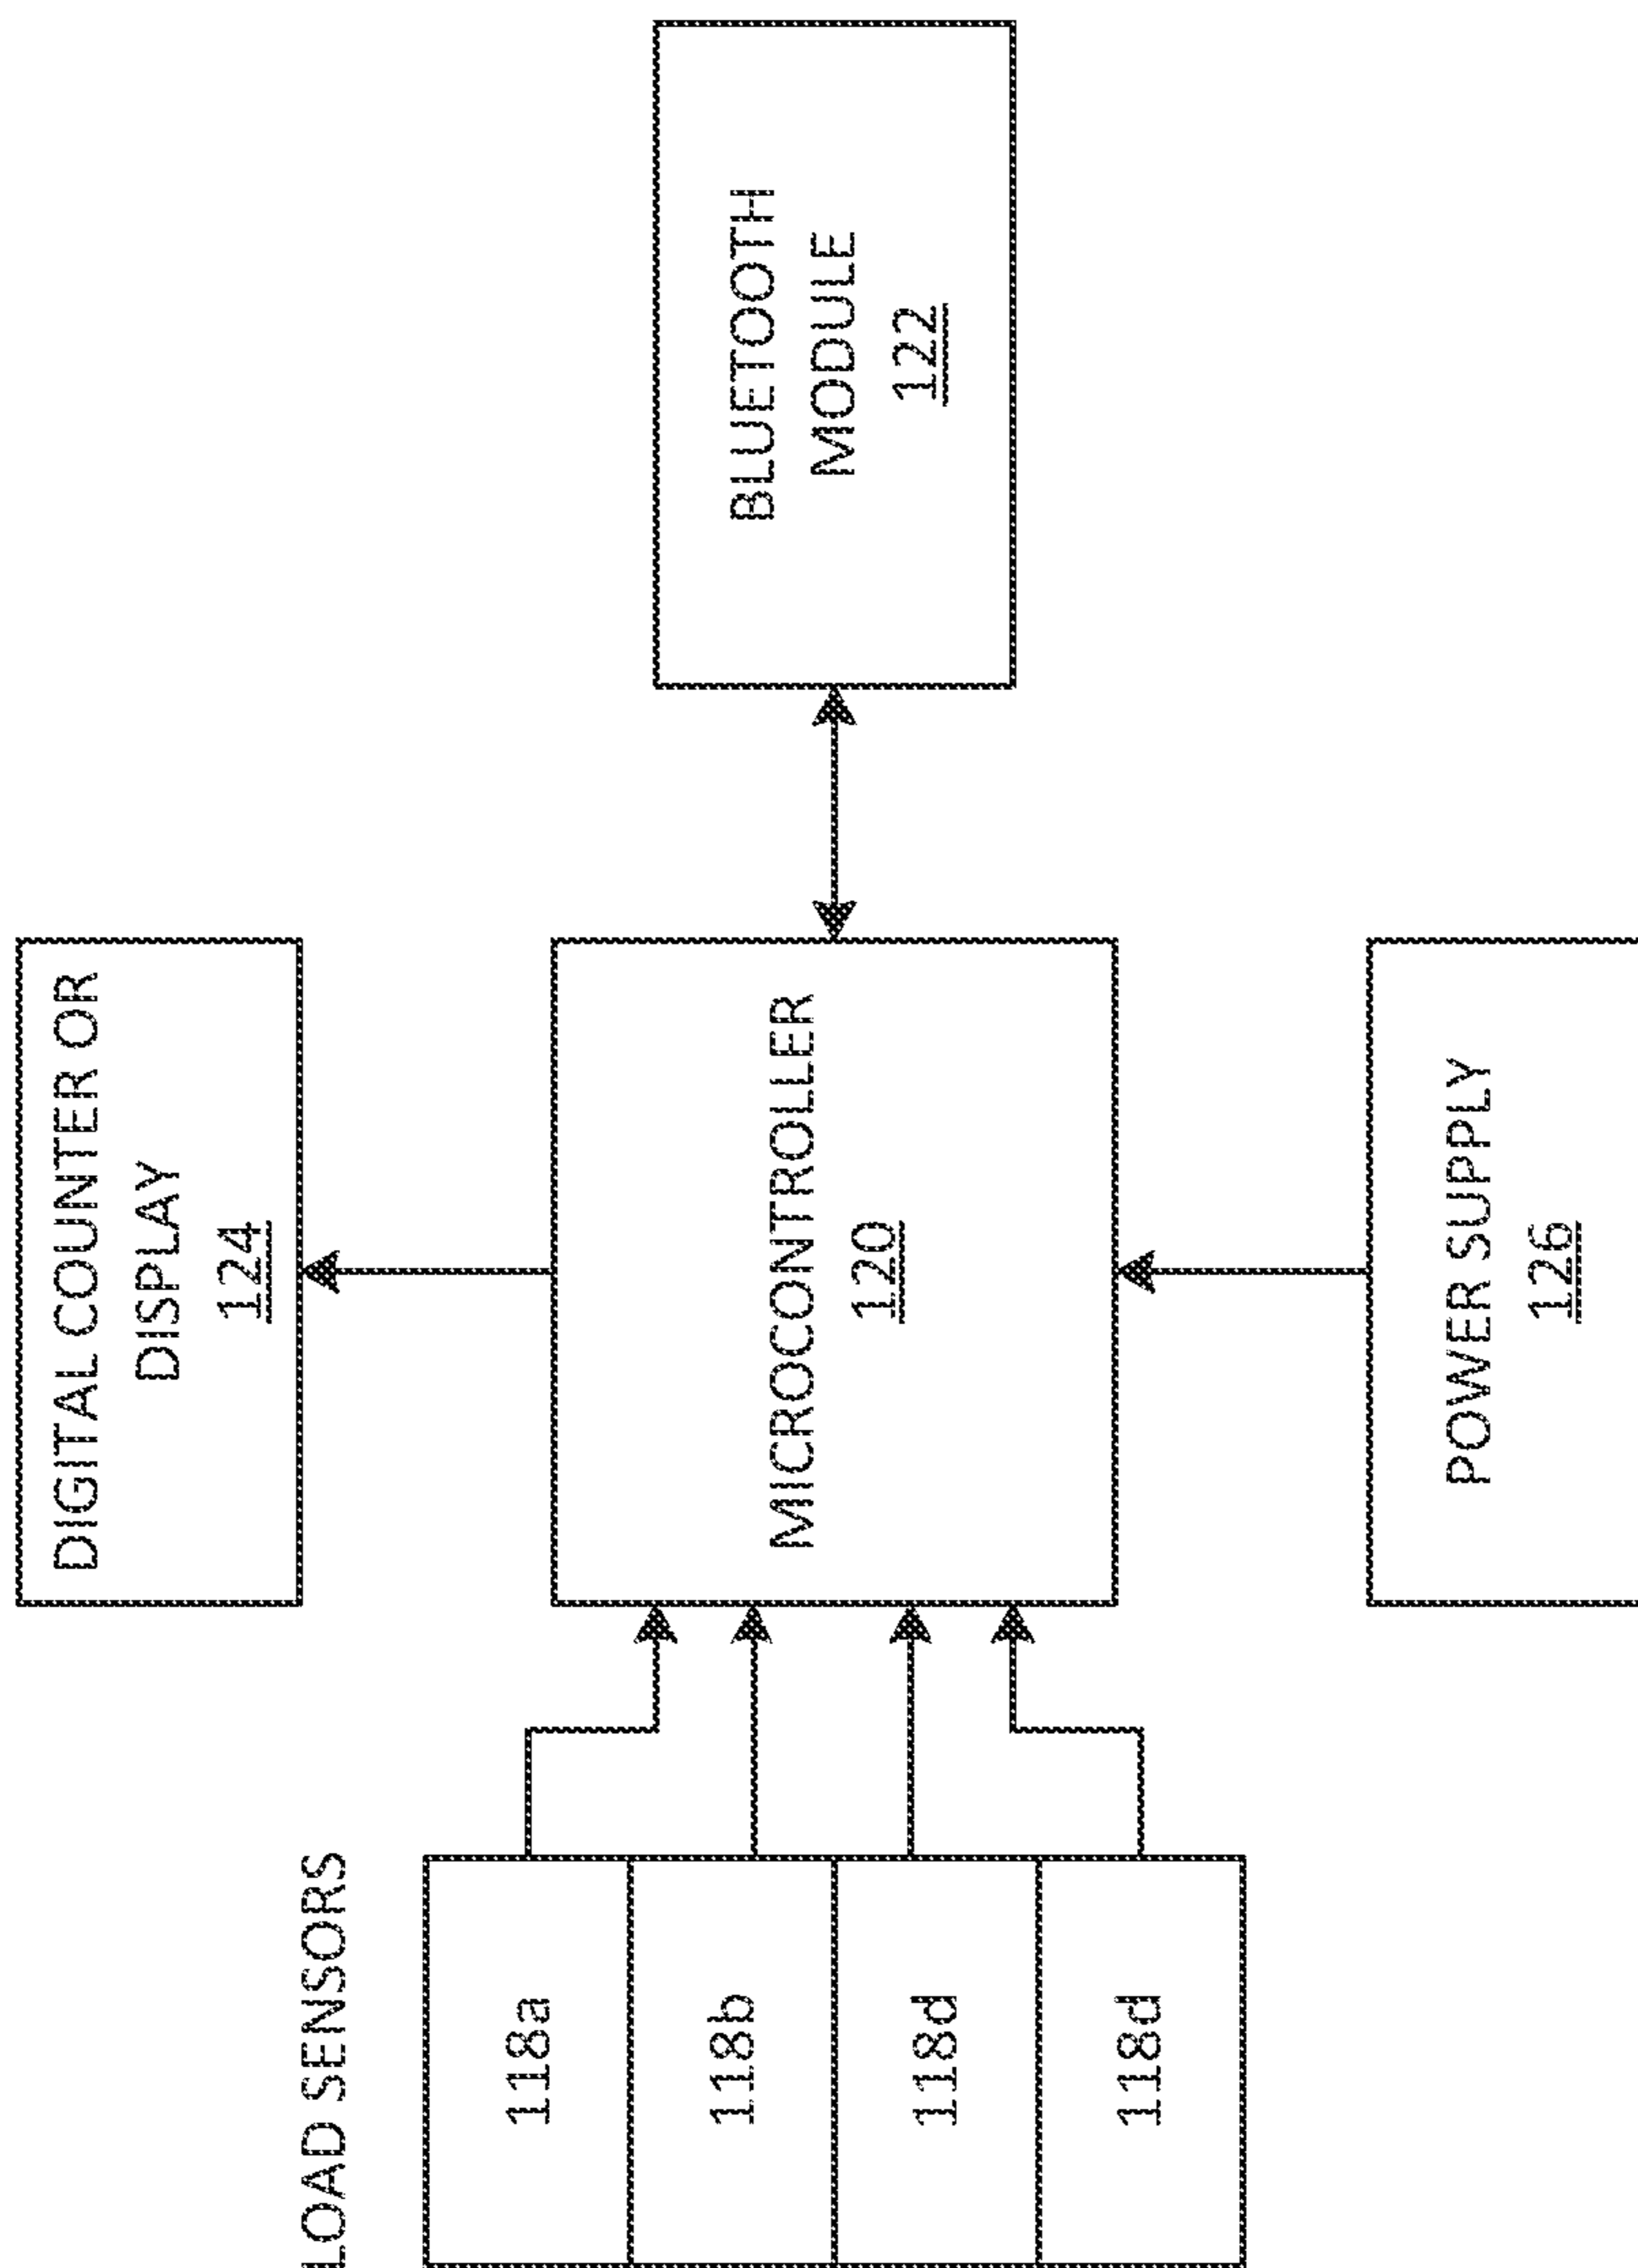 LOAD SENSORS
118a
118b
118d
118d
DIGITAL COUNTER OR
DISPLAY
124
MICROCONTROLLER
120
POWER SUPPLY
126
BLUETOOTH
MODULE
122